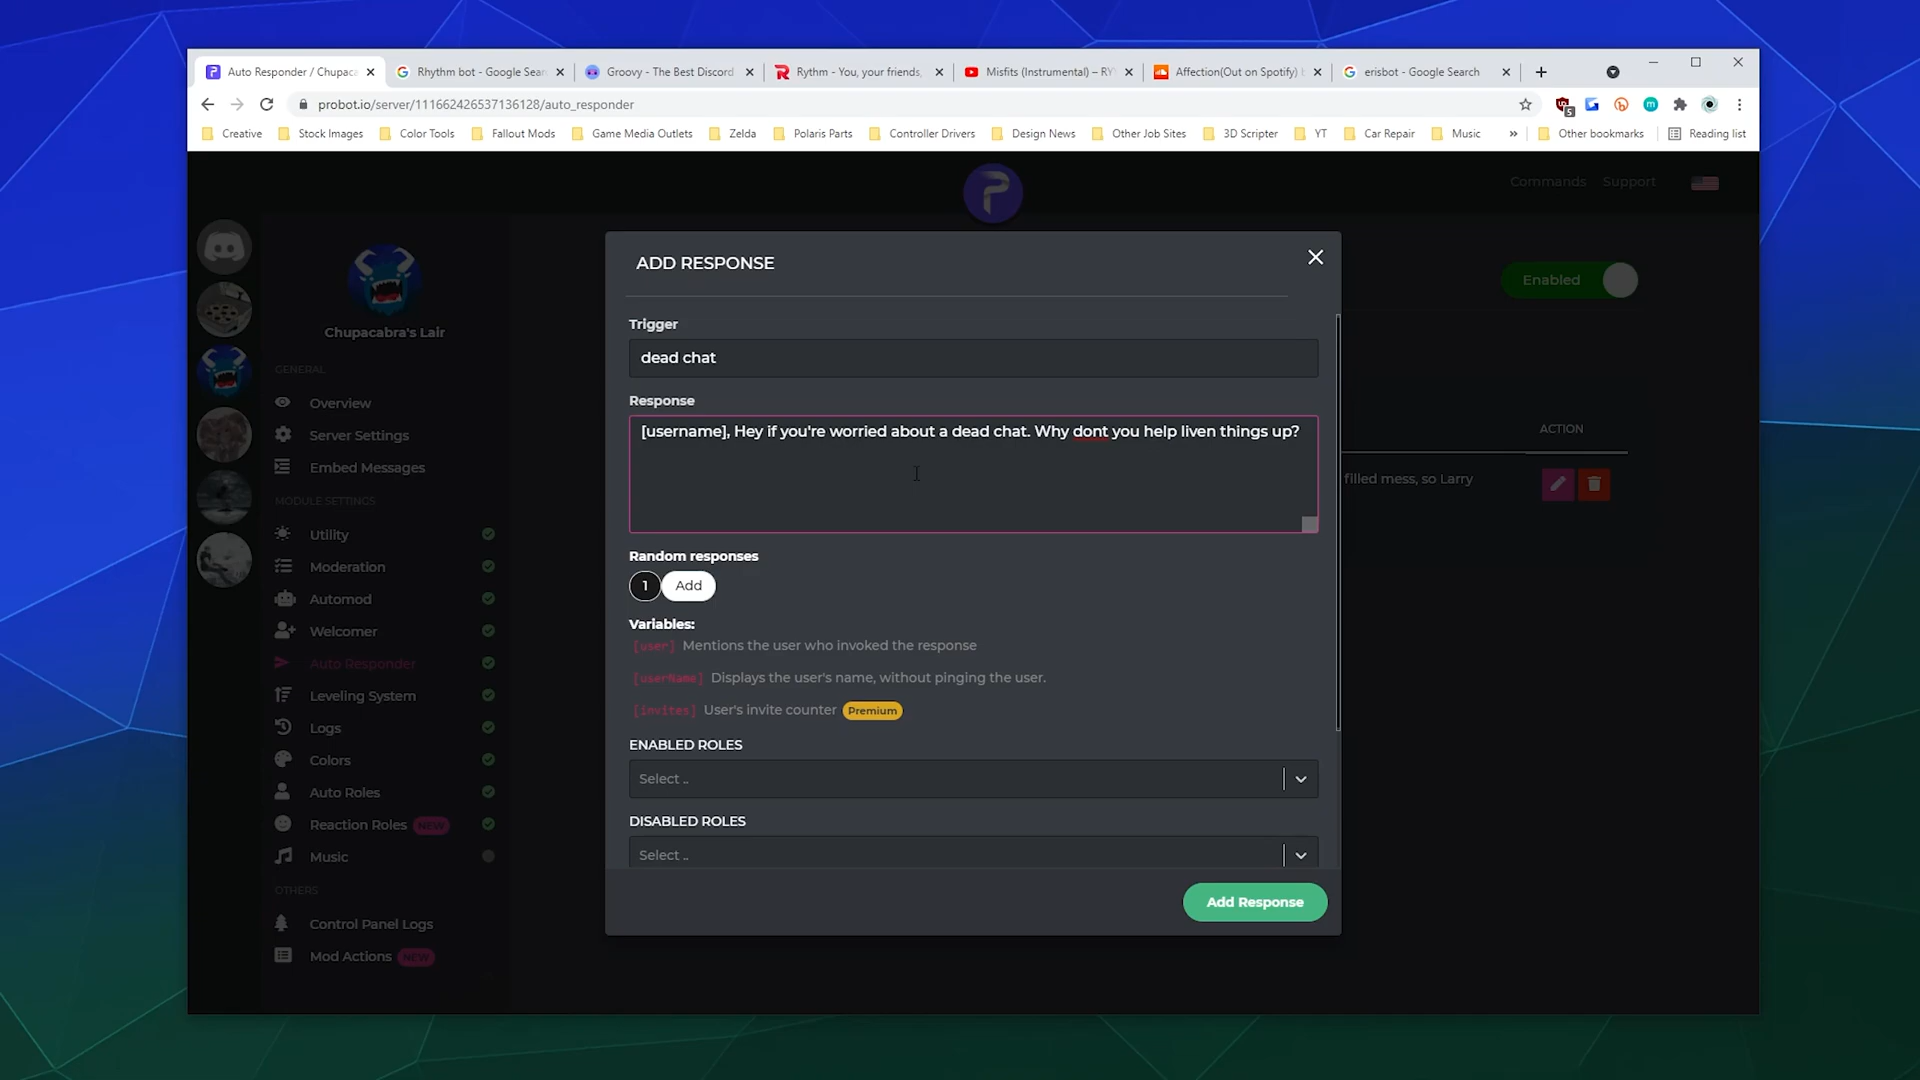 Auto Responder / Chupaca
Rhythm bot - Google Sear
Groovy - The Best Discord
Rythm - You, your friends,
Misfits (Instrumental) – RY
Affection(Out on Spotify) b
erisbot - Google Search
probot.io/server/111662426537136128/auto_responder
5
Creative
Stock Images
Color Tools
Fallout Mods
Game Media Outlets
Zelda
Polaris Parts
Controller Drivers
Design News
Other Job Sites
3D Scripter
YT
Car Repair
Music
»
Other bookmarks
Reading list
Commands
Support
Chupacabra's Lair
GENERAL
Overview
Server Settings
Embed Messages
MODULE SETTINGS
Utility
Moderation
Automod
Welcomer
Auto Responder
Leveling System
Logs
Colors
Auto Roles
Reaction Roles NEW
Music
OTHERS
Control Panel Logs
Mod Actions NEW
ADD RESPONSE
Trigger
dead chat
Response
[username], Hey if you're worried about a dead chat. Why dont you help liven things up?
Random responses
1 Add
Variables:
[user] Mentions the user who invoked the response
[userName] Displays the user's name, without pinging the user.
[invites] User's invite counter Premium
ENABLED ROLES
Select ..
DISABLED ROLES
Select ..
Add Response
Enabled
ACTION
filled mess, so Larry